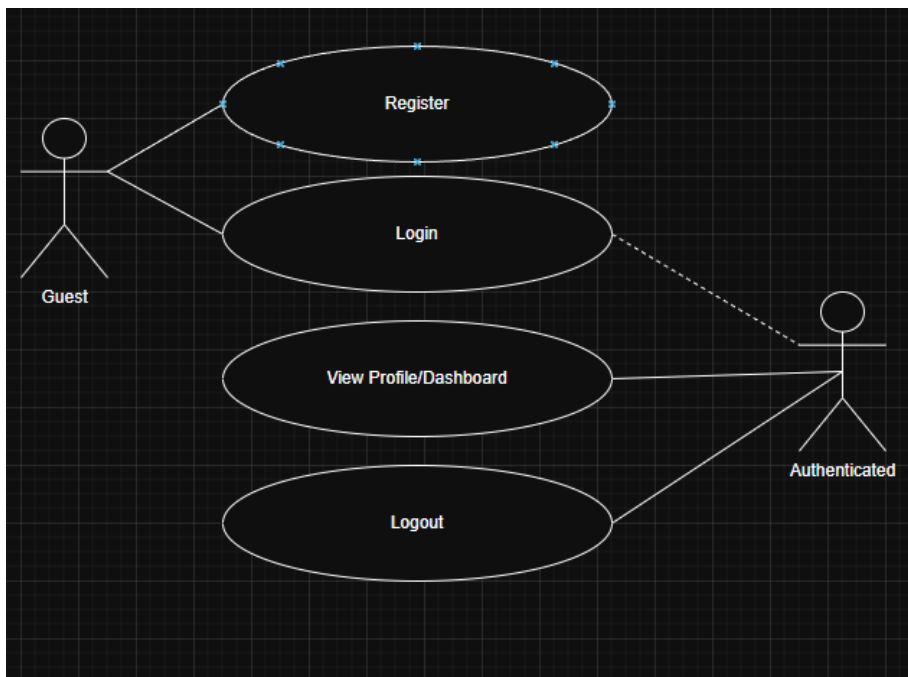 Register
Login
Guest
View Profile/Dashboard
Authenticated
Logout